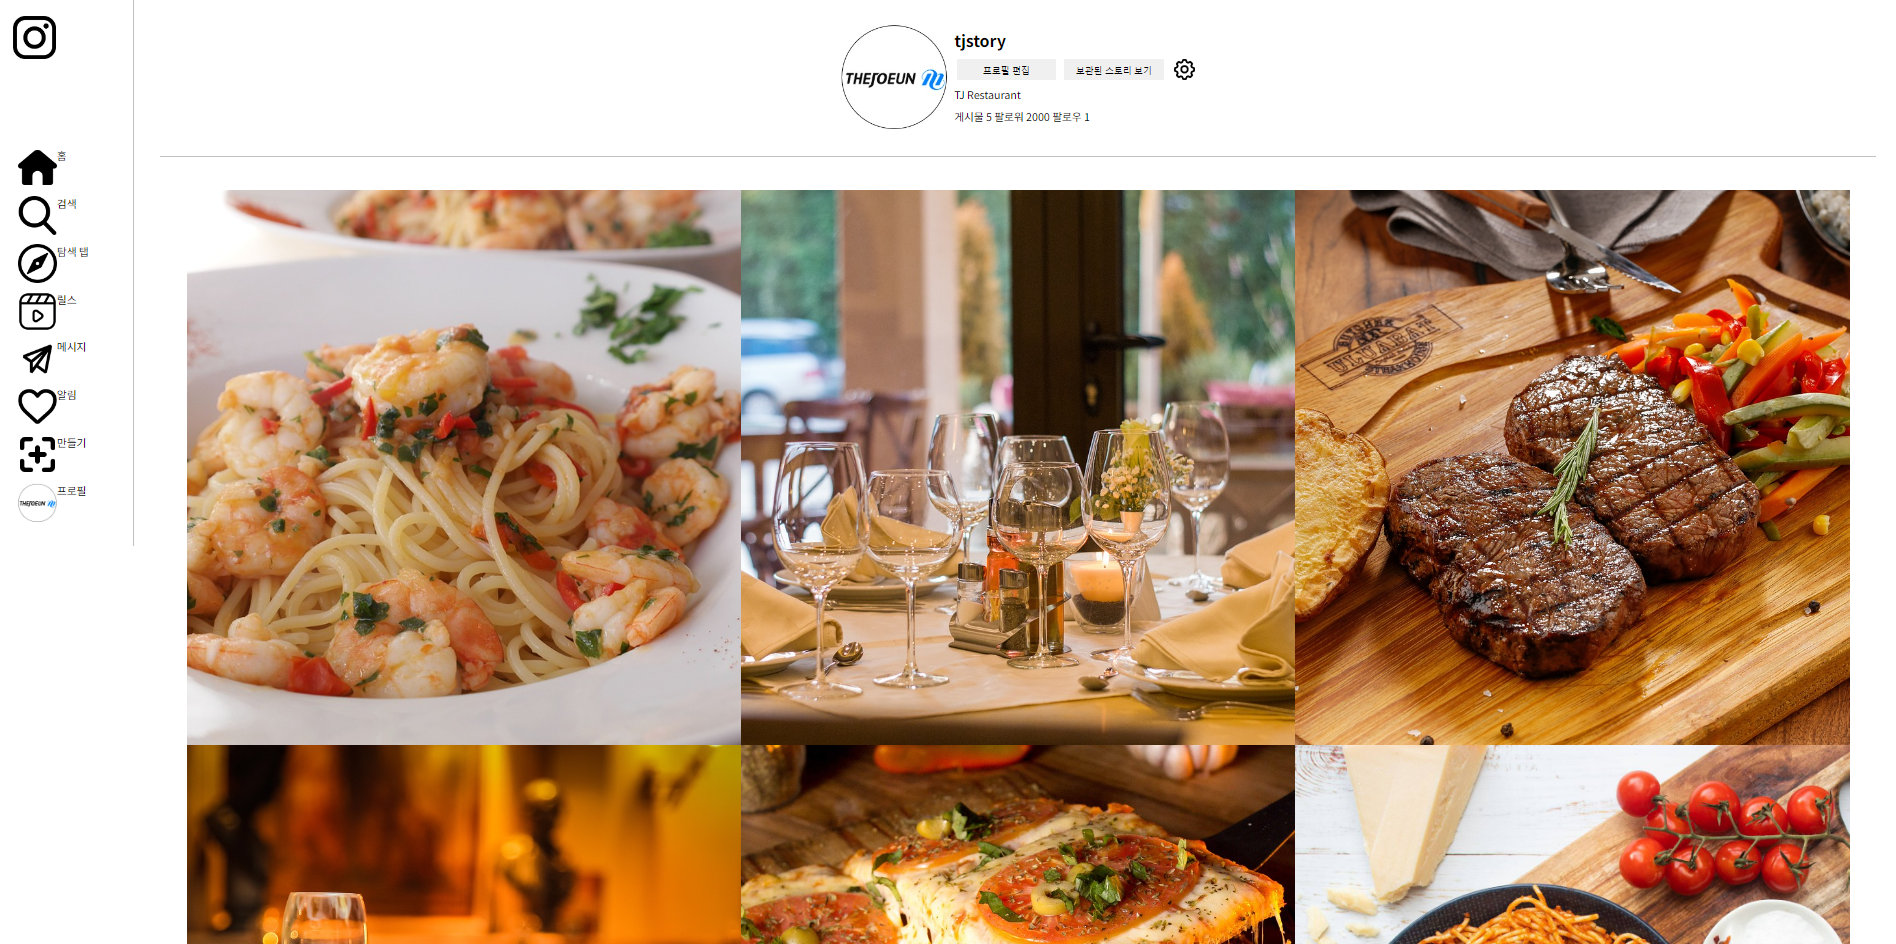 tjstory
THEJOEUN
프로필 편집
보관된 스토리 보기
TJ Restaurant
게시물 5 팔로워 2000 팔로우 1
홈
검색
탐색 탭
릴스
메시지
알림
만들기
THEJOEUN
프로필